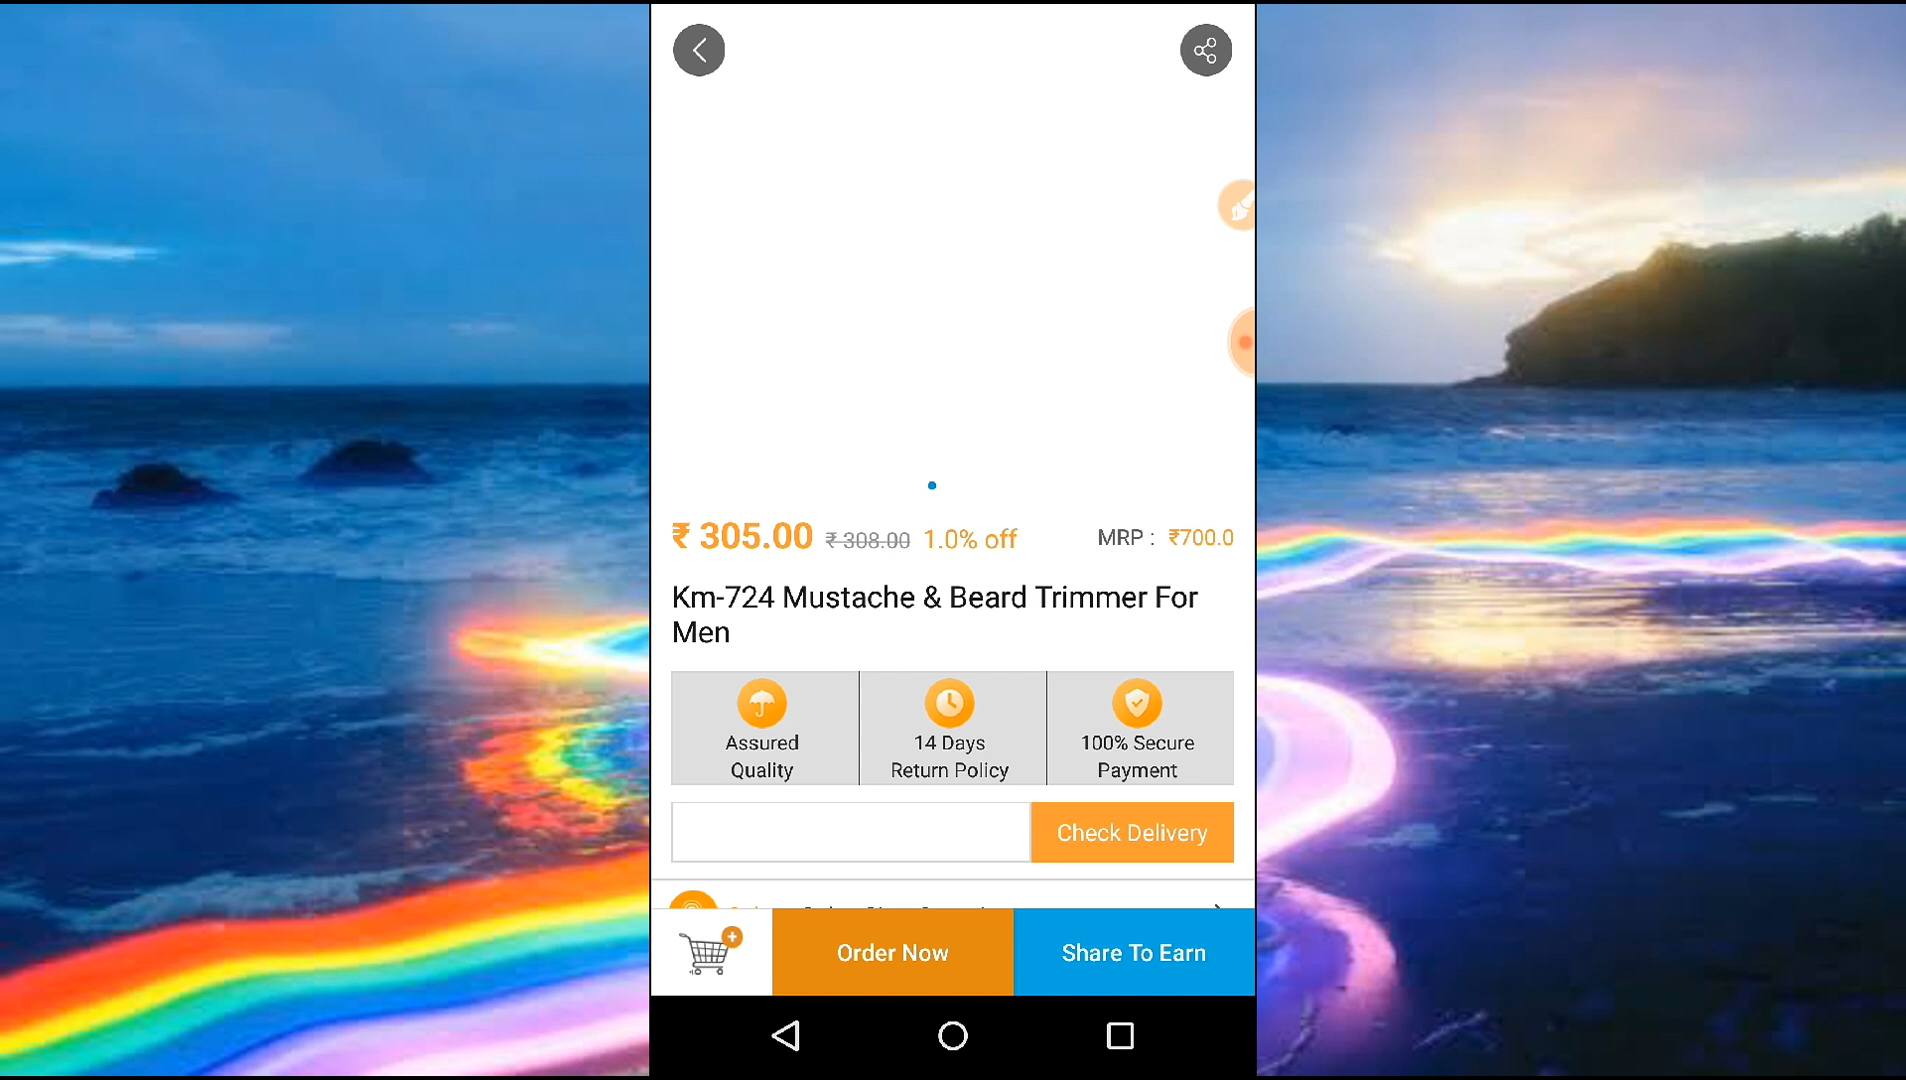 ₹ 305.00 ₹ 308.00 1.0% off MRP : ₹700.0
Km-724 Mustache & Beard Trimmer For
Men
Assured
Quality
14 Days
Return Policy
100% Secure
Payment
Check Delivery
Order Now
Share To Earn